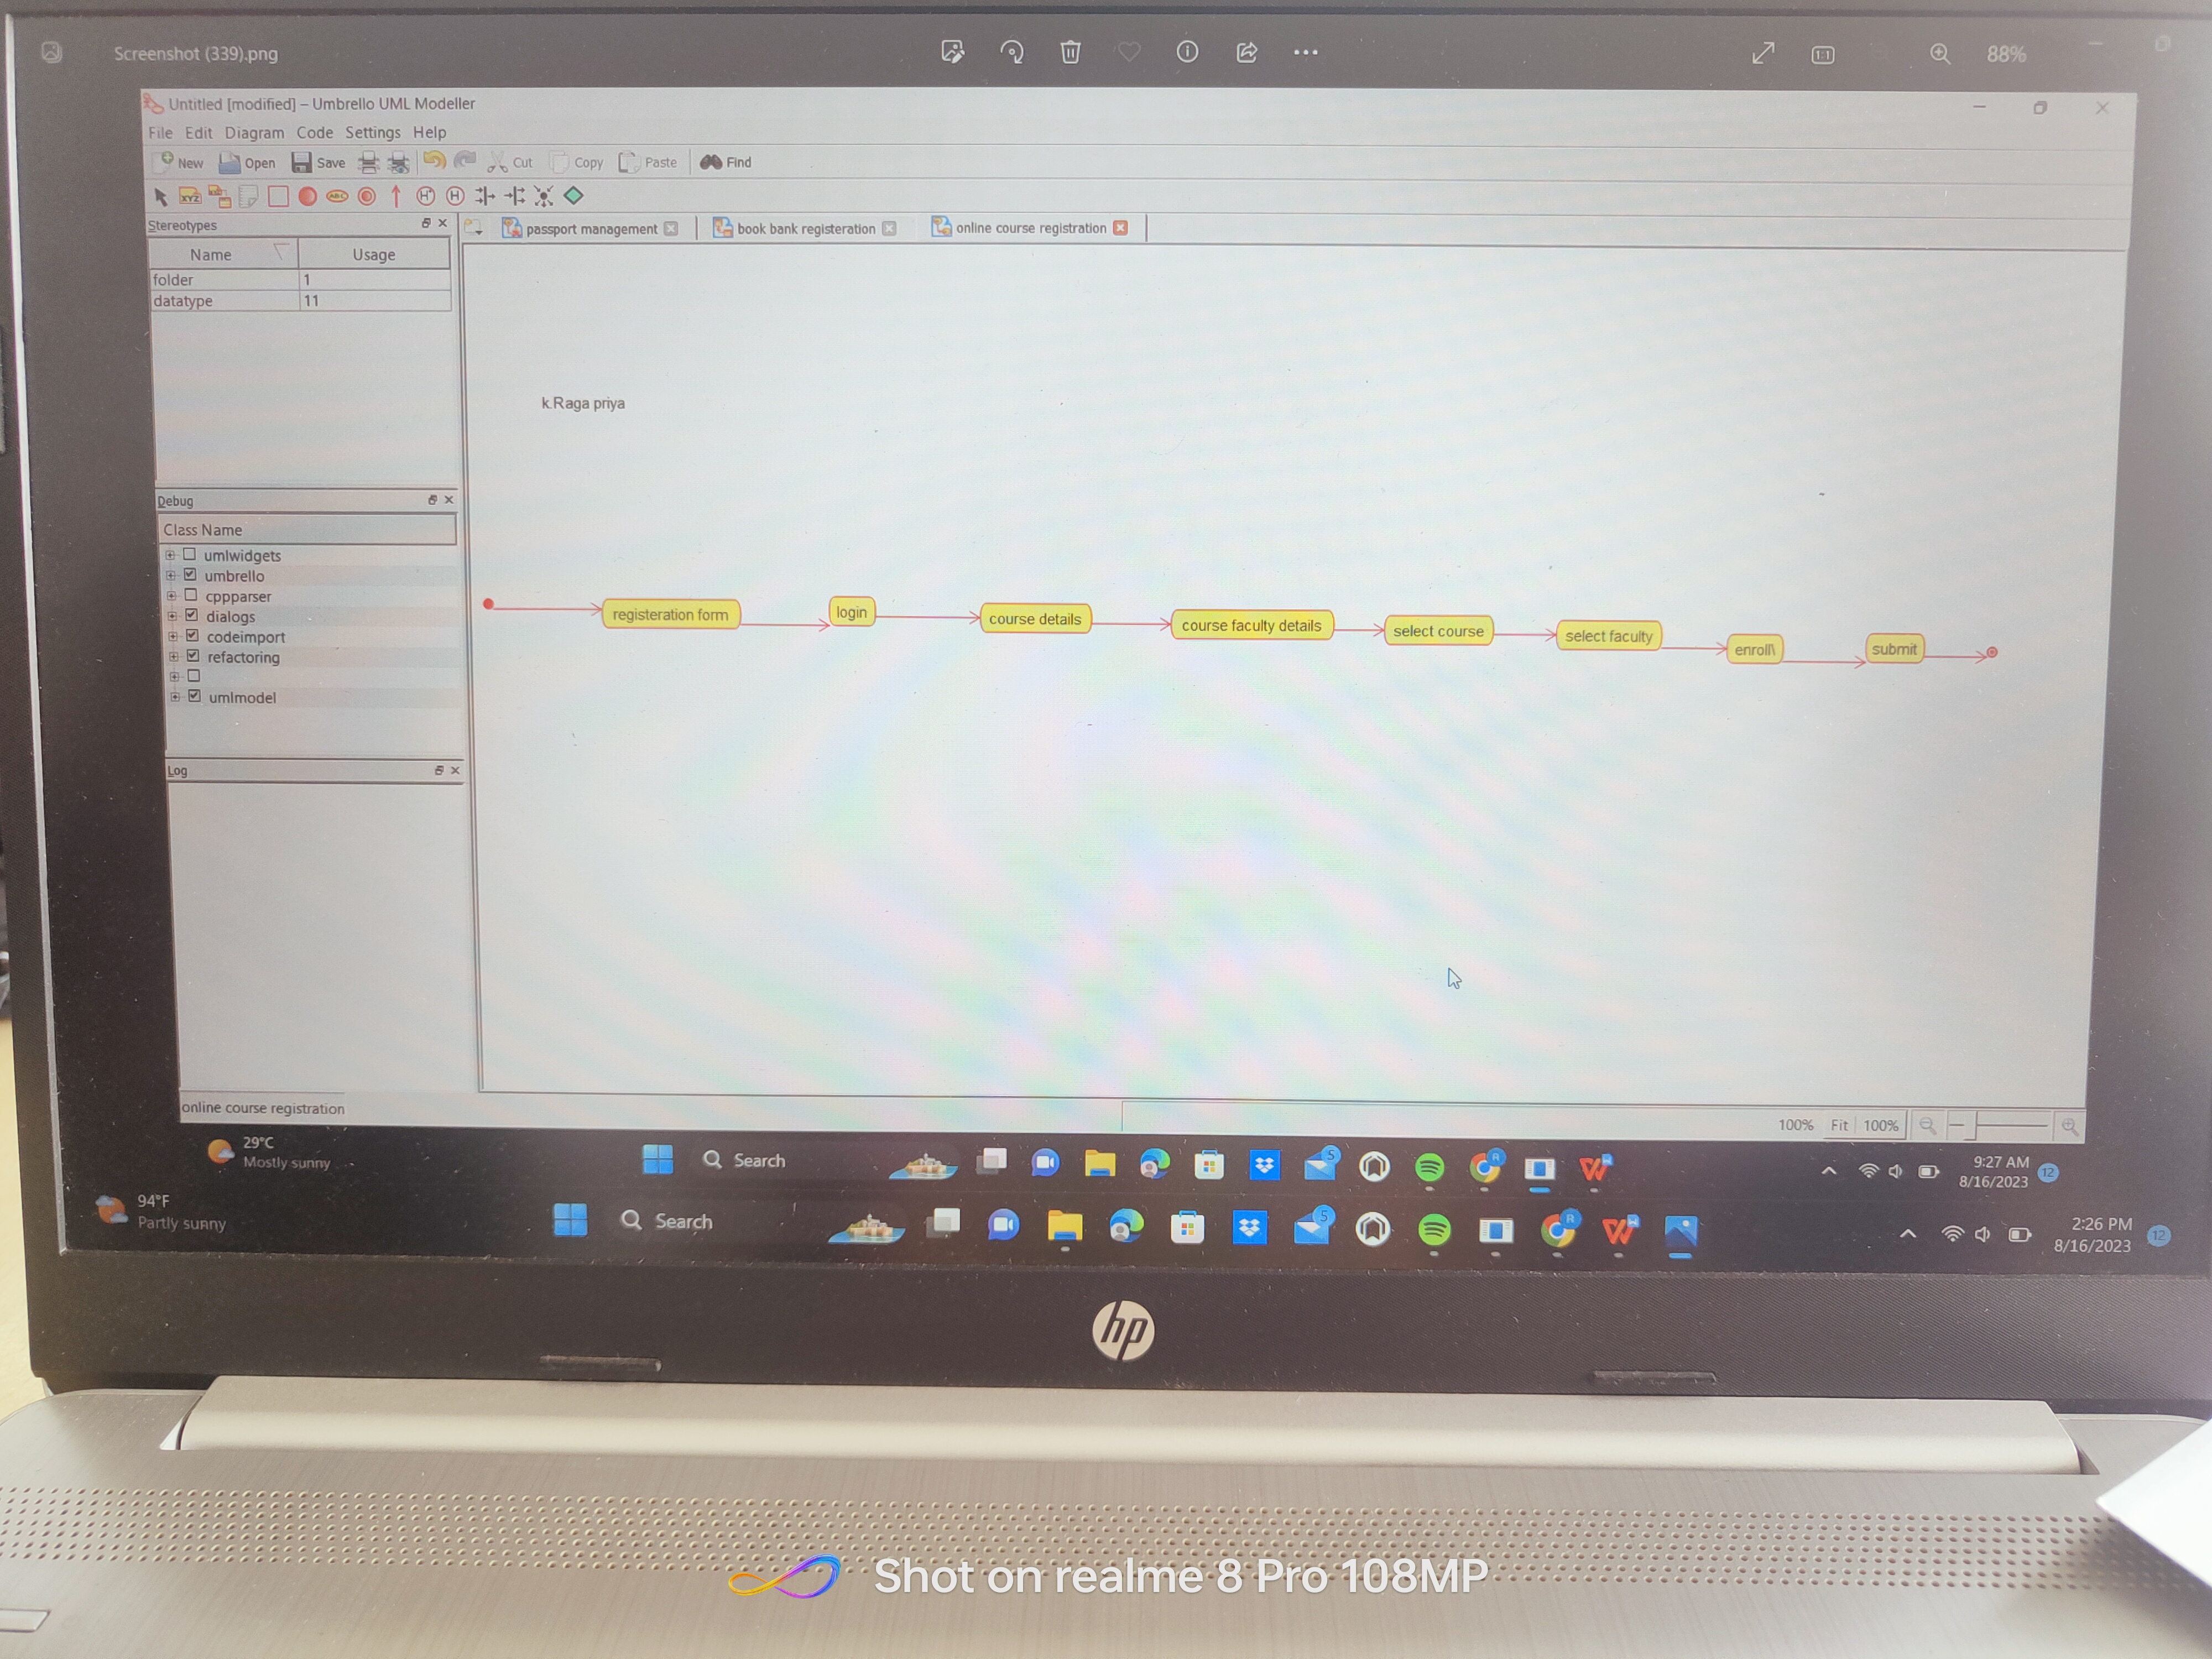 Screenshot (339).png
88%
Untitled [modified] – Umbrello UML Modeller
File Edit Diagram Code Settings Help
New Open Save Cut Copy Paste Find
Stereotypes
passport management book bank registeration online course registration
Name Usage
folder 1
datatype 11
k.Raga priya
Debug
Class Name
umlwidgets
umbrello
cppparser
dialogs
codeimport
refactoring
umlmodel
registeration form login course details course faculty details select course select faculty enroll\ submit
Log
online course registration
100% Fit 100%
29°C
Mostly sunny
Search
5
R
9:27 AM
8/16/2023
12
94°F
Partly sunny
Search
5
R
2:26 PM
8/16/2023
12
hp
Shot on realme 8 Pro 108MP